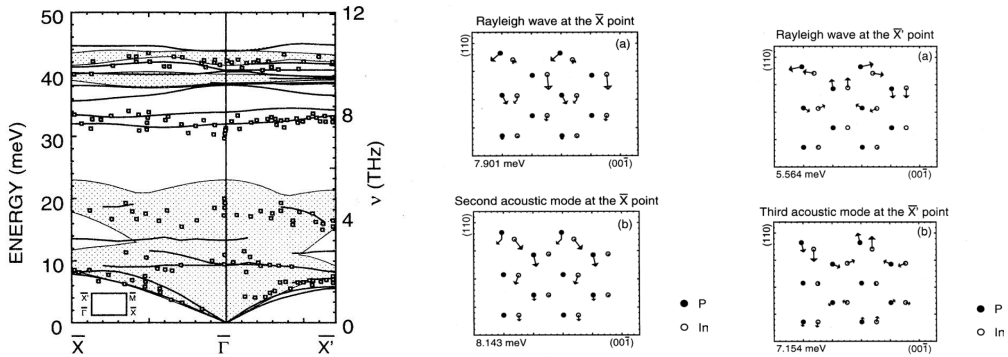 50
40
30
20
10
0
ENERGY (meV)
12
8
4
0
ν (THz)
X̄' M̄
Γ̄ X̄
X̄ Γ̄ X̄'
Rayleigh wave at the X̄ point
(a)
(110)
7.901 meV (001̄)
Second acoustic mode at the X̄ point
(b)
(110)
8.143 meV (001̄)
P
In
Rayleigh wave at the X̄' point
(a)
(110)
5.564 meV (001̄)
Third acoustic mode at the X̄' point
(b)
(110)
7.154 meV (001̄)
P
In